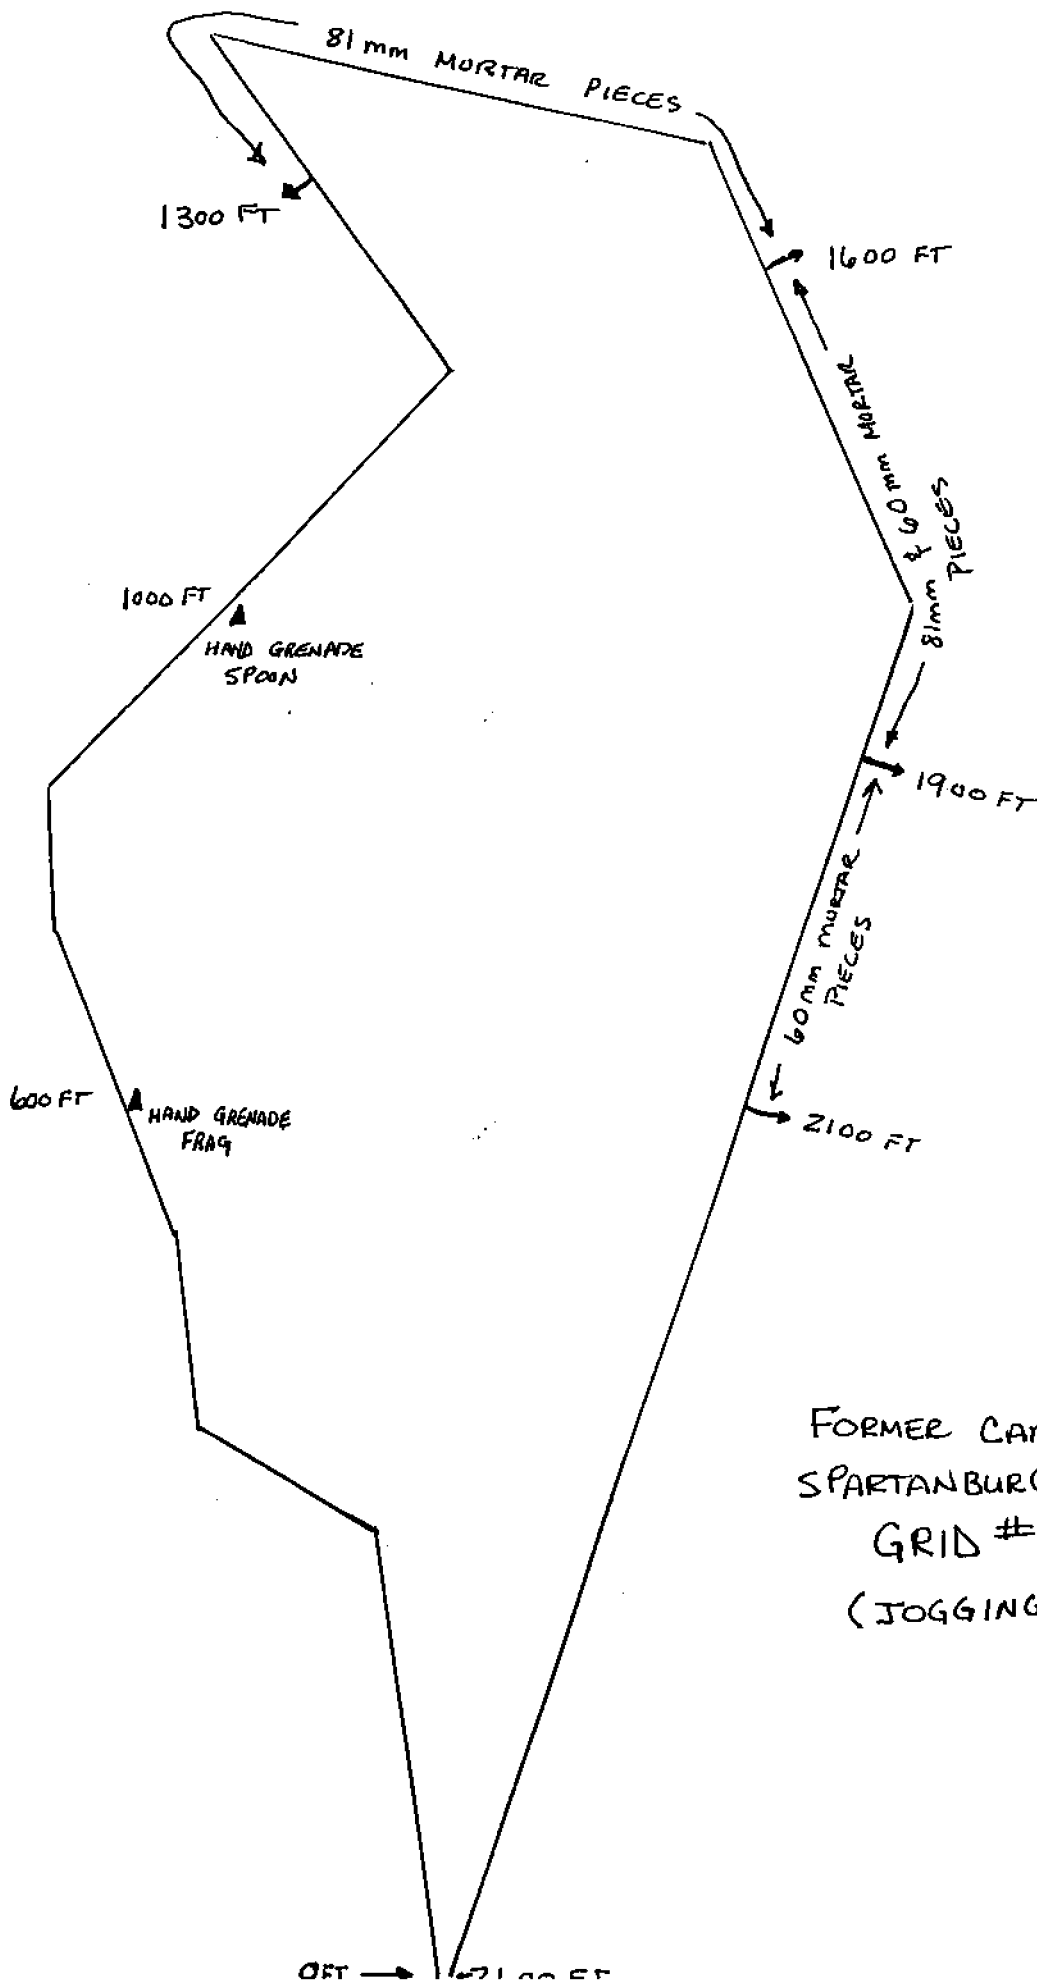 81mm MORTAR PIECES
1300 FT
1600 FT
81mm & 60mm MORTAR
PIECES
1000 FT
HAND GRENADE
SPOON
1900 FT
60mm MORTAR
PIECES
600 FT
HAND GRENADE
FRAG
2100 FT
FORMER
SPARTANBURG
GRID #
(JOGGING
0FT